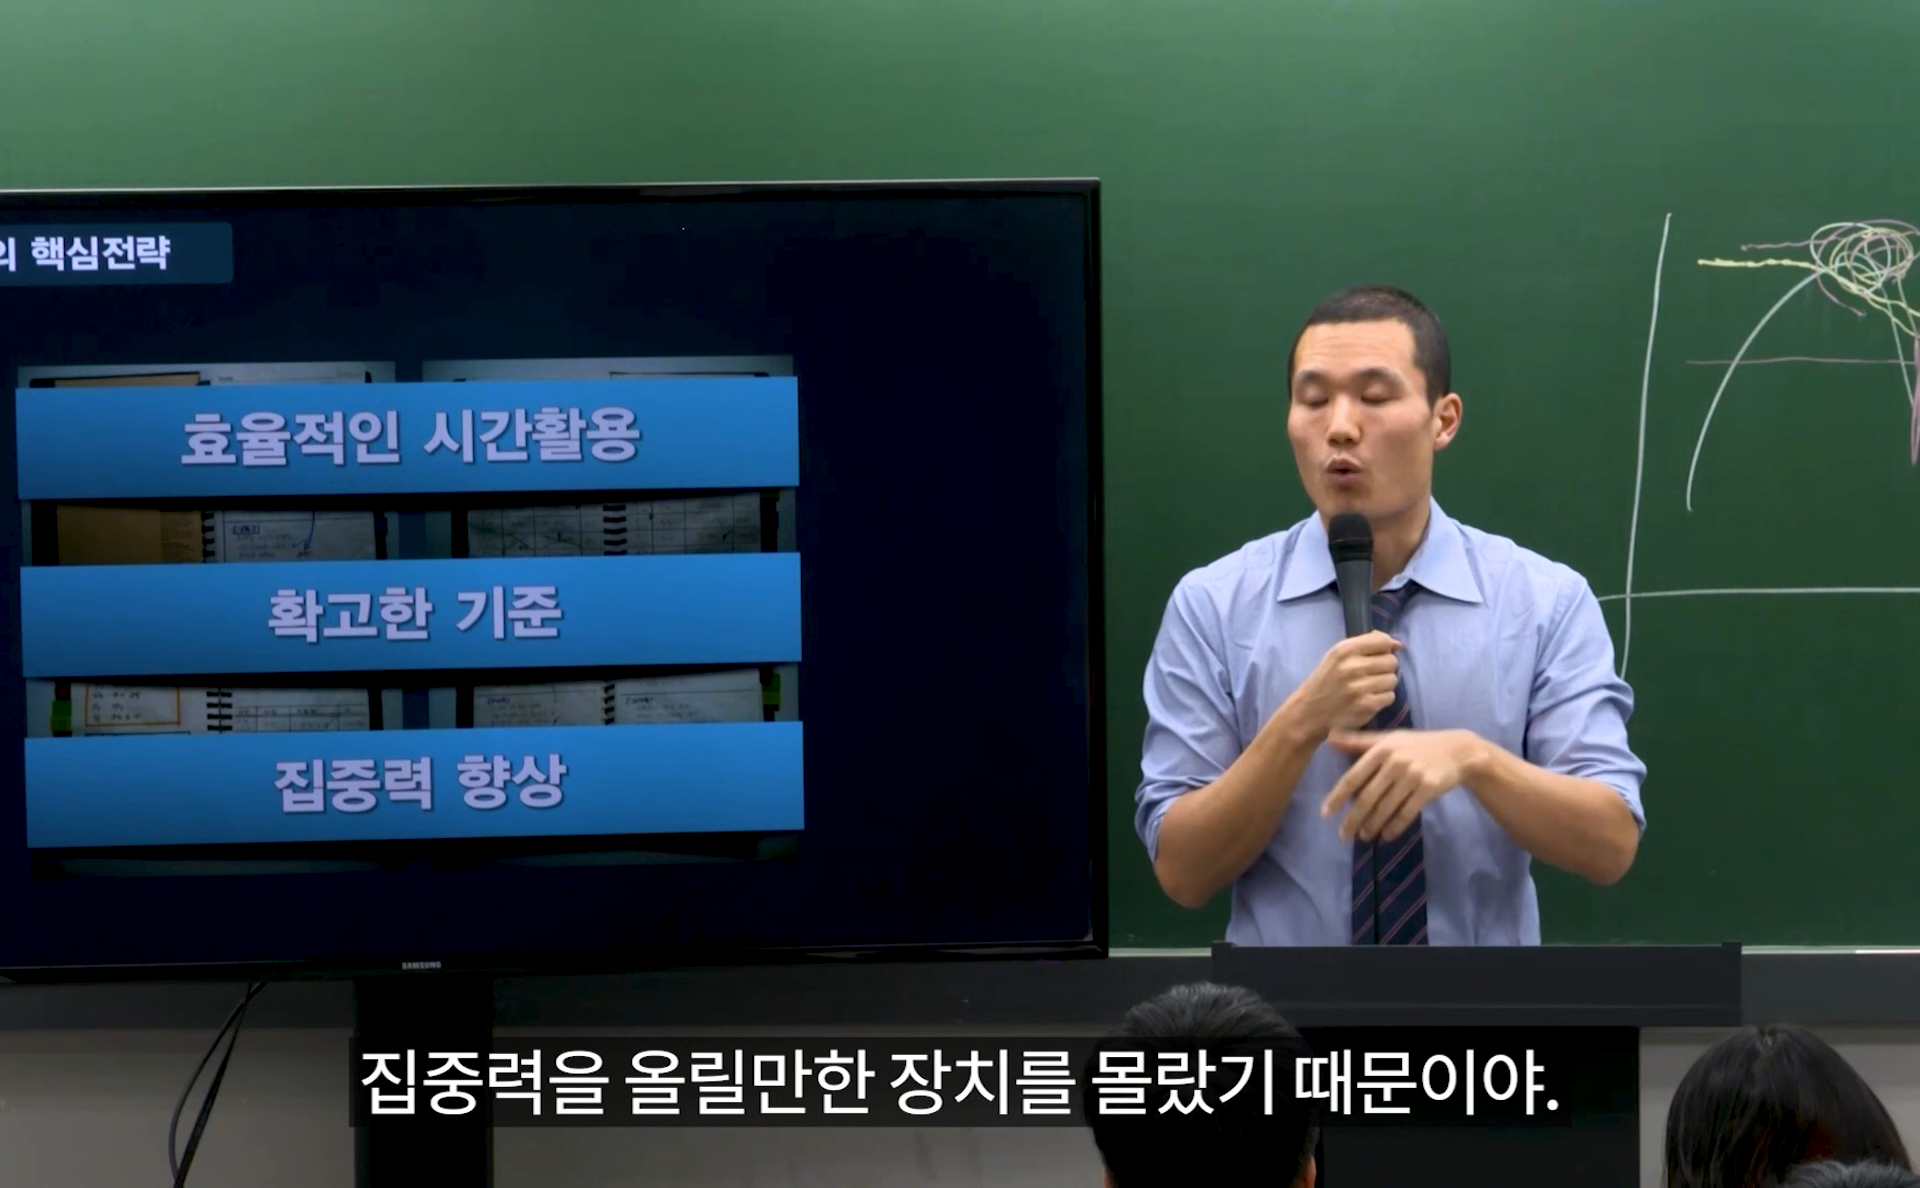 의 핵심전략
효율적인 시간활용
확고한 기준
집중력 향상
SAMSUNG
집중력을 올릴만한 장치를 몰랐기 때문이야.